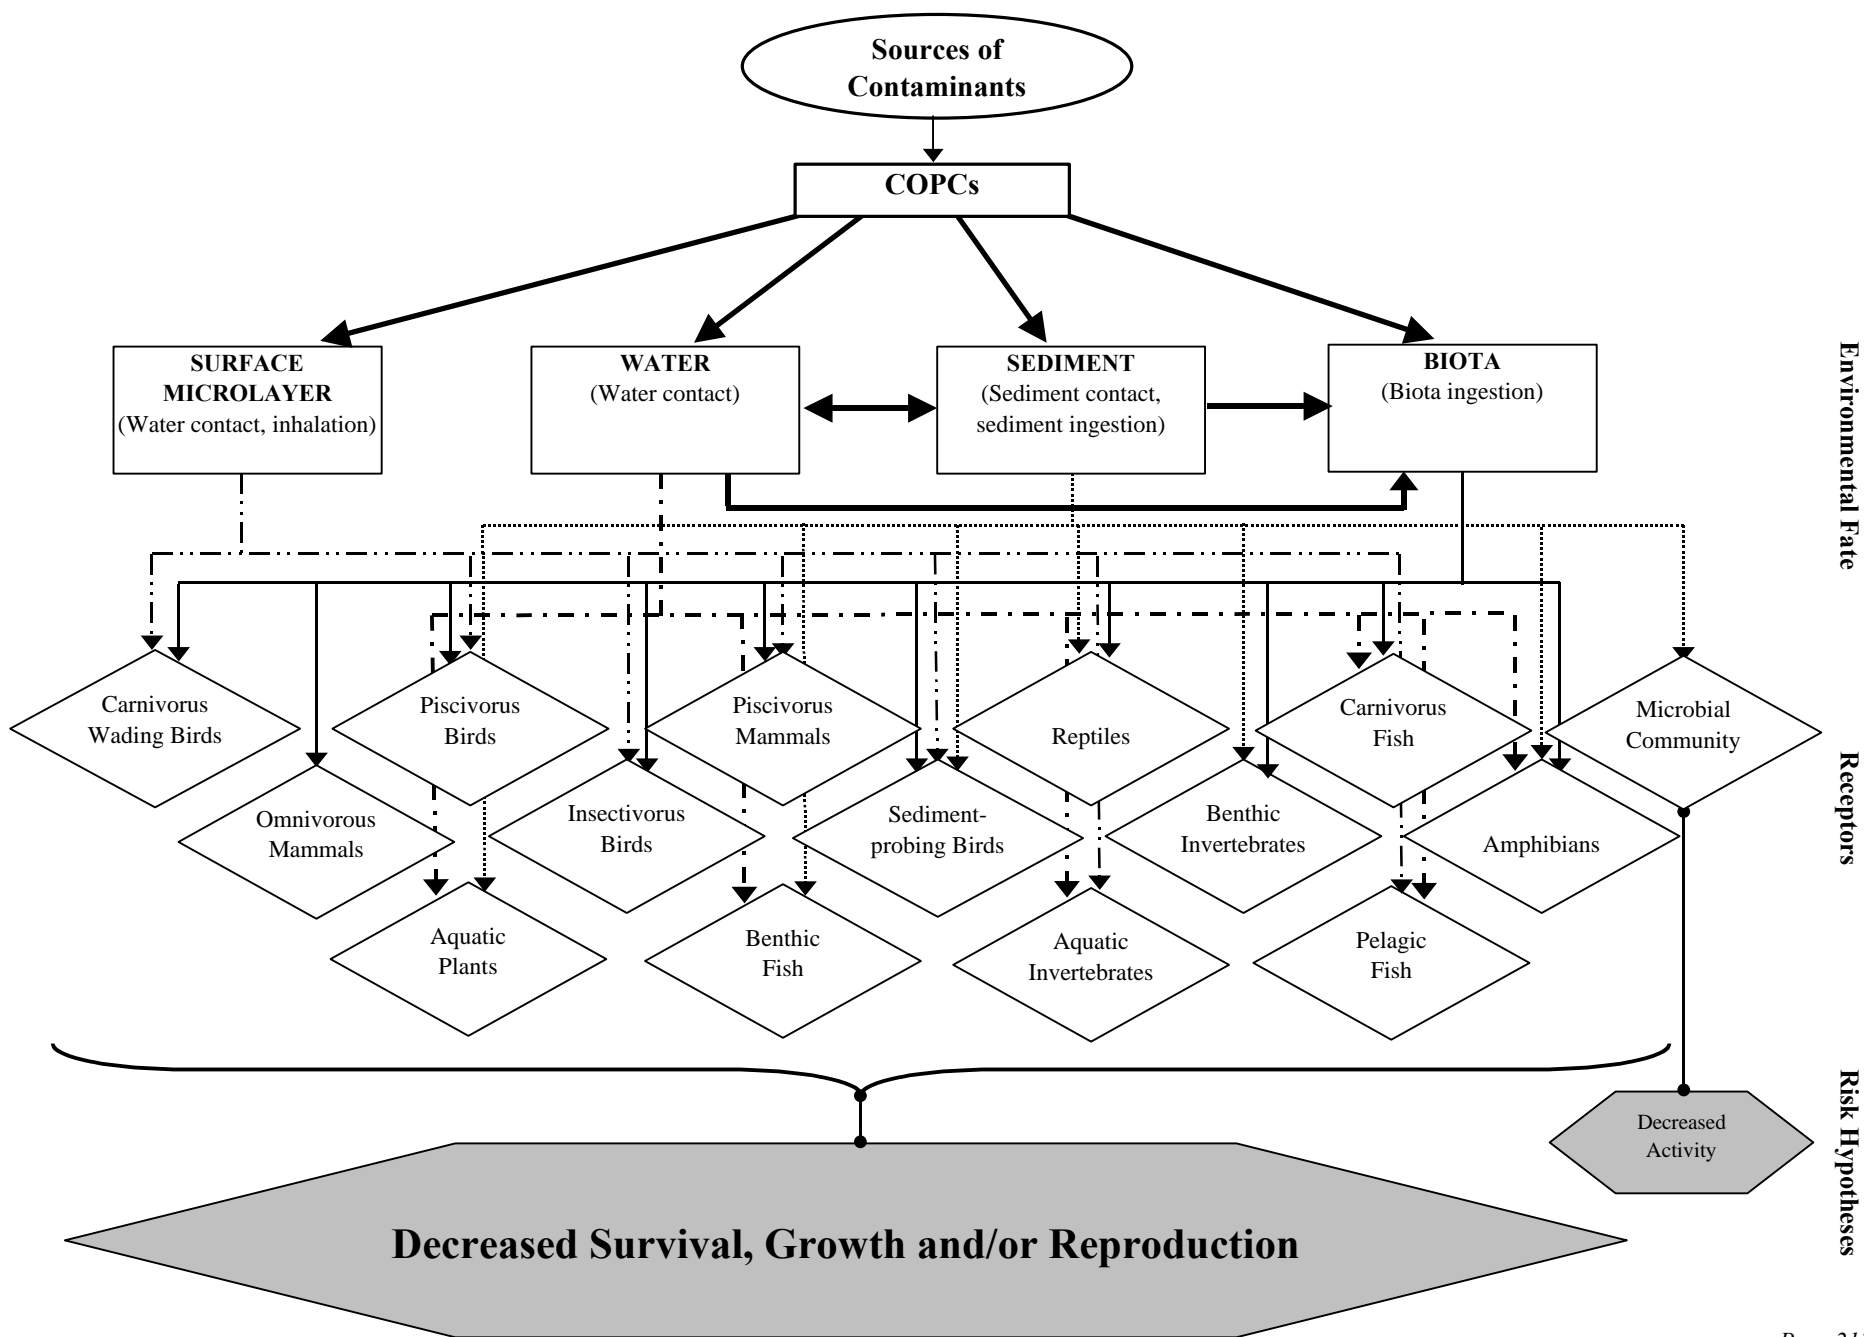 Sources of
Contaminants
COPCs
SURFACE
MICROLAYER
(Water contact, inhalation)
WATER
(Water contact)
SEDIMENT
(Sediment contact,
sediment ingestion)
BIOTA
(Biota ingestion)
Environmental Fate
Carnivorus
Wading Birds
Piscivorus
Birds
Piscivorus
Mammals
Reptiles
Carnivorus
Fish
Microbial
Community
Omnivorous
Mammals
Insectivorus
Birds
Sediment-
probing Birds
Benthic
Invertebrates
Amphibians
Receptors
Aquatic
Plants
Benthic
Fish
Aquatic
Invertebrates
Pelagic
Fish
Decreased
Activity
Risk Hypotheses
Decreased Survival, Growth and/or Reproduction